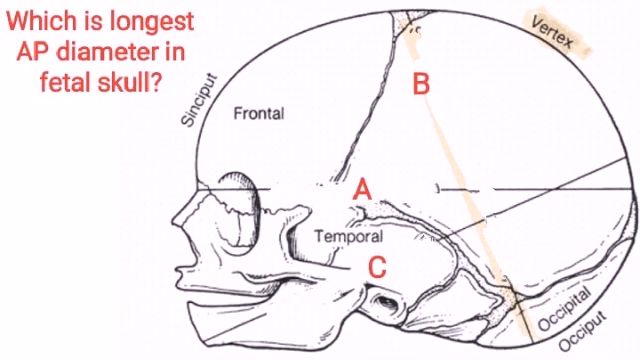 Which is longest
AP diameter in
fetal skull?
Vertex
Sinciput
B
Frontal
A
Temporal
C
Occipital
Occiput